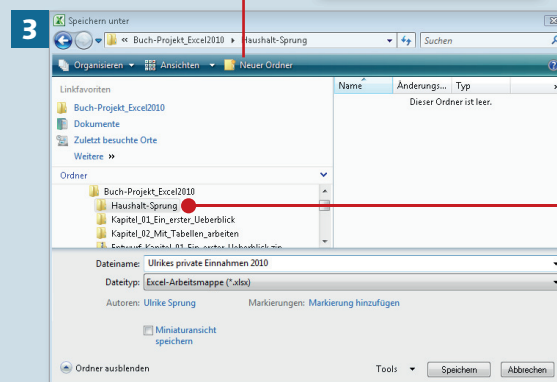 3
Speichern unter
« Buch-Projekt_Excel2010 ▸ Haushalt-Sprung
Suchen
Organisieren Ansichten Neuer Ordner
Linkfavoriten
Buch-Projekt_Excel2010
Dokumente
Zuletzt besuchte Orte
Weitere »
Name Änderungs... Typ »
Dieser Ordner ist leer.
Ordner
Buch-Projekt_Excel2010
Haushalt-Sprung
Kapitel_01_Ein_erster_Ueberblick
Kapitel_02_Mit_Tabellen_arbeiten
Entwurf_Kapitel_01_Ein_erster_Ueberblick.zip
Dateiname: Ulrikes private Einnahmen 2010
Dateityp: Excel-Arbeitsmappe (*.xlsx)
Autoren: Ulrike Sprung Markierungen: Markierung hinzufügen
Miniaturansicht
speichern
Ordner ausblenden Tools Speichern Abbrechen